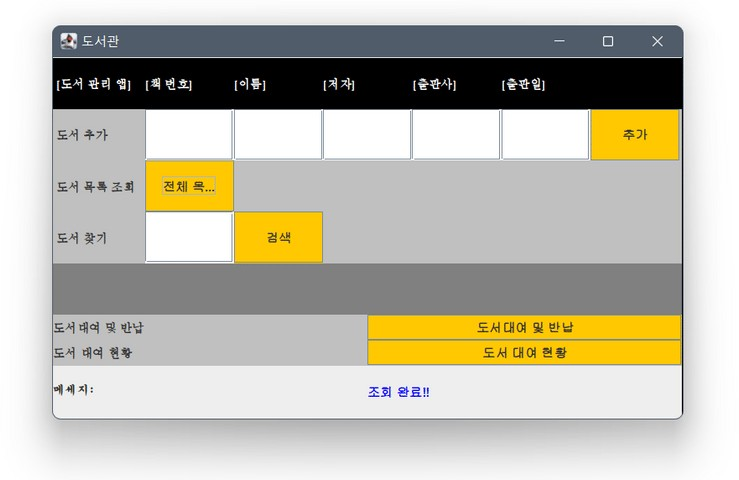 도서관
[도서 관리 앱] [책 번호] [이름] [저자] [출판사] [출판일]
도서 추가 추가
도서 목록 조회 전체 목...
도서 찾기 검색
도서대여 및 반납 도서대여 및 반납
도서 대여 현황 도서 대여 현황
메세지: 조회 완료!!